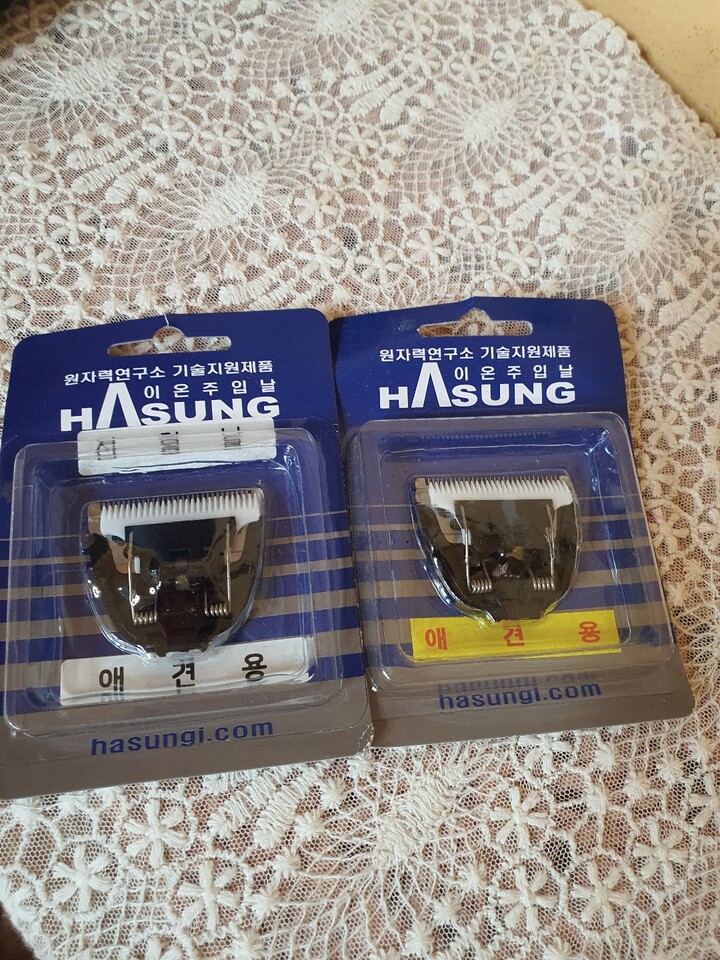 원자력연구소 기술지원제품
이온주입날
HASUNG
애 견 용
hasungi.com
원자력연구소 기술지원제품
이온주입날
HASUNG
애 견 용
hasungi.com